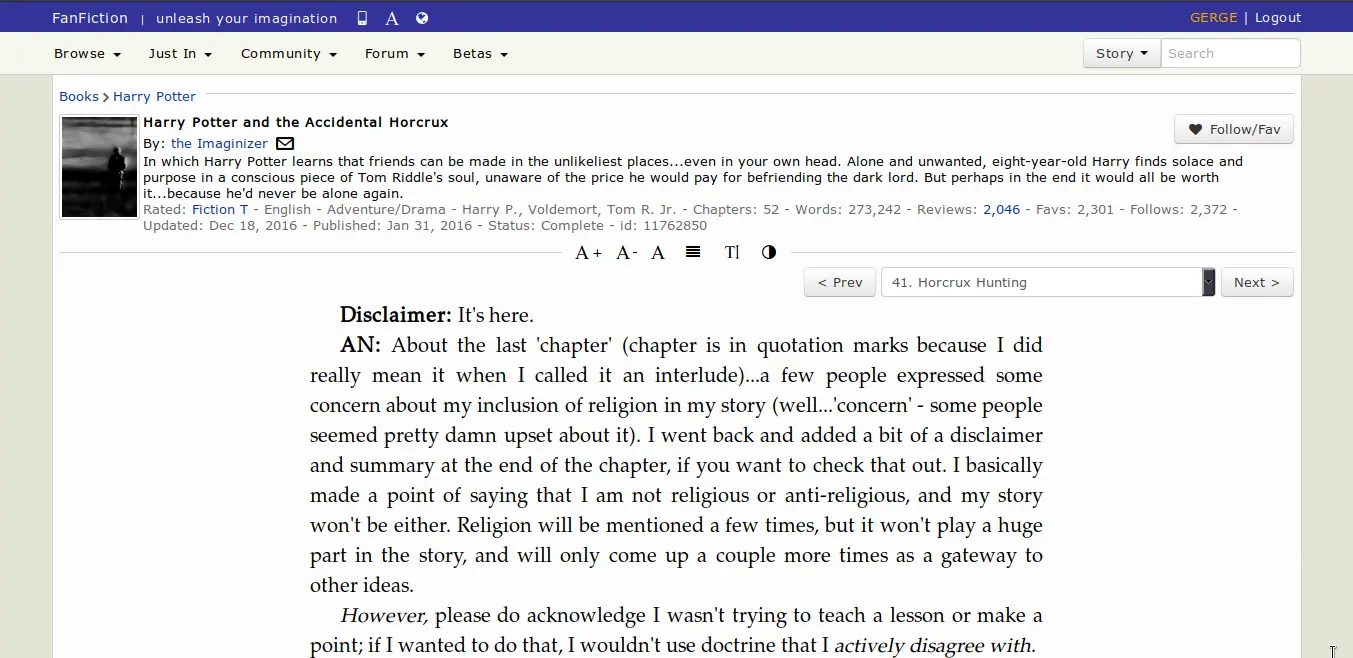 FanFiction | unleash your imagination A GERGE | Logout
Browse Just In Community Forum Betas Story Search
Books > Harry Potter
Harry Potter and the Accidental Horcrux
Follow/Fav
By: the Imaginizer
In which Harry Potter learns that friends can be made in the unlikeliest places...even in your own head. Alone and unwanted, eight-year-old Harry finds solace and
purpose in a conscious piece of Tom Riddle's soul, unaware of the price he would pay for befriending the dark lord. But perhaps in the end it would all be worth
it...because he'd never be alone again.
Rated: Fiction T - English - Adventure/Drama - Harry P., Voldemort, Tom R. Jr. - Chapters: 52 - Words: 273,242 - Reviews: 2,046 - Favs: 2,301 - Follows: 2,372 -
Updated: Dec 18, 2016 - Published: Jan 31, 2016 - Status: Complete - id: 11762850
A+ A- A T|
< Prev 41. Horcrux Hunting Next >
Disclaimer: It's here.
AN: About the last 'chapter' (chapter is in quotation marks because I did
really mean it when I called it an interlude)...a few people expressed some
concern about my inclusion of religion in my story (well...'concern' - some people
seemed pretty damn upset about it). I went back and added a bit of a disclaimer
and summary at the end of the chapter, if you want to check that out. I basically
made a point of saying that I am not religious or anti-religious, and my story
won't be either. Religion will be mentioned a few times, but it won't play a huge
part in the story, and will only come up a couple more times as a gateway to
other ideas.
However, please do acknowledge I wasn't trying to teach a lesson or make a
point; if I wanted to do that, I wouldn't use doctrine that I actively disagree with.